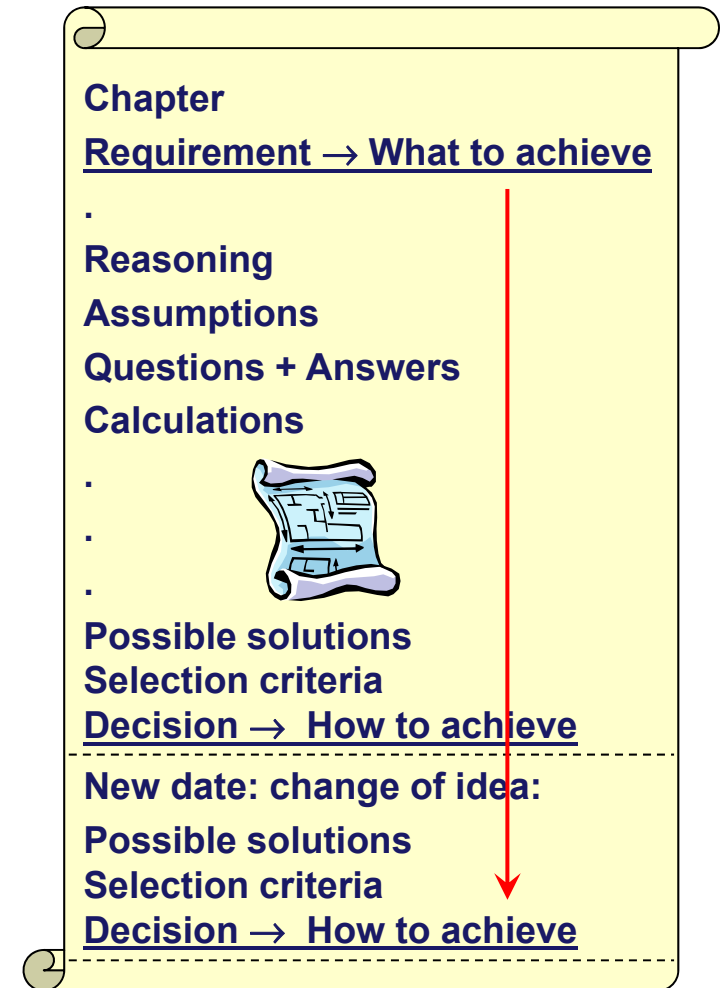 Chapter
Requirement → What to achieve
.
Reasoning
Assumptions
Questions + Answers
Calculations
.
.
.
Possible solutions
Selection criteria
Decision → How to achieve
New date: change of idea:
Possible solutions
Selection criteria
Decision → How to achieve